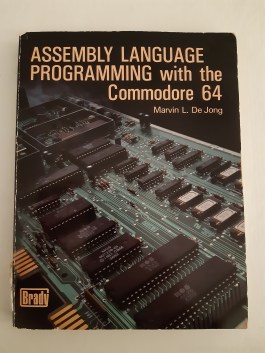 ASSEMBLY LANGUAGE
PROGRAMMING with the
Commodore 64
Marvin L. De Jong
Brady